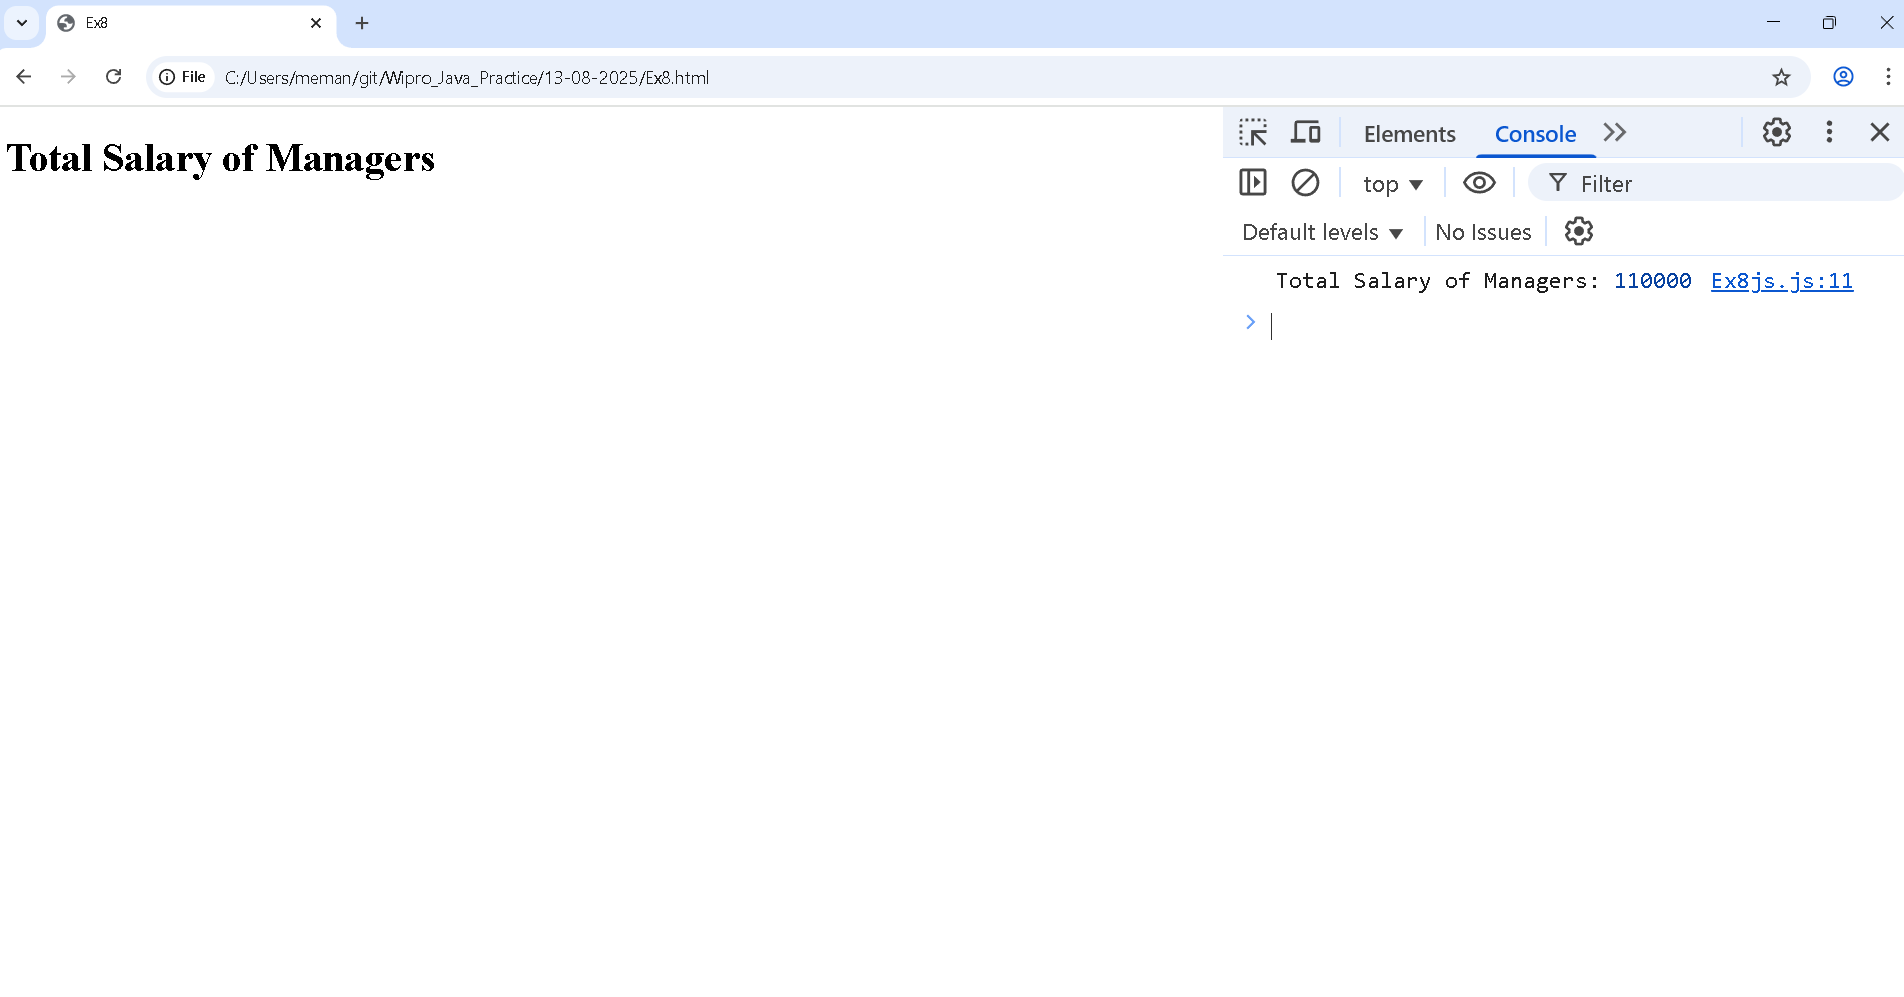 Ex8
File C:/Users/meman/git/Wipro_Java_Practice/13-08-2025/Ex8.html
Total Salary of Managers
Elements Console
top Filter
Default levels No Issues
Total Salary of Managers: 110000 Ex8js.js:11